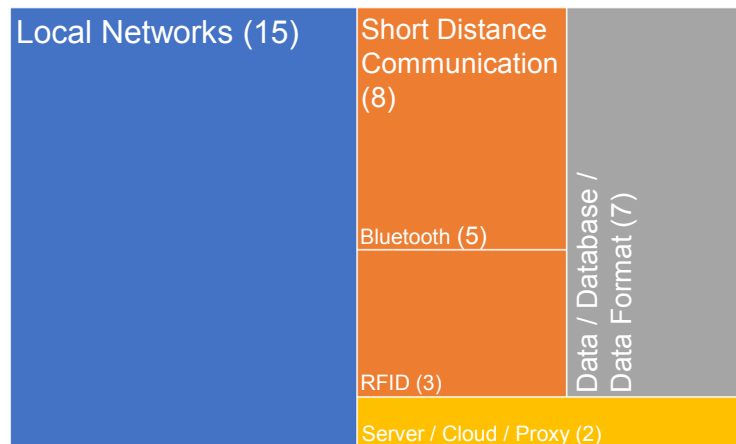 Local Networks (15)
Short Distance
Communication
(8)
Bluetooth (5)
RFID (3)
Data / Database /
Data Format (7)
Server / Cloud / Proxy (2)